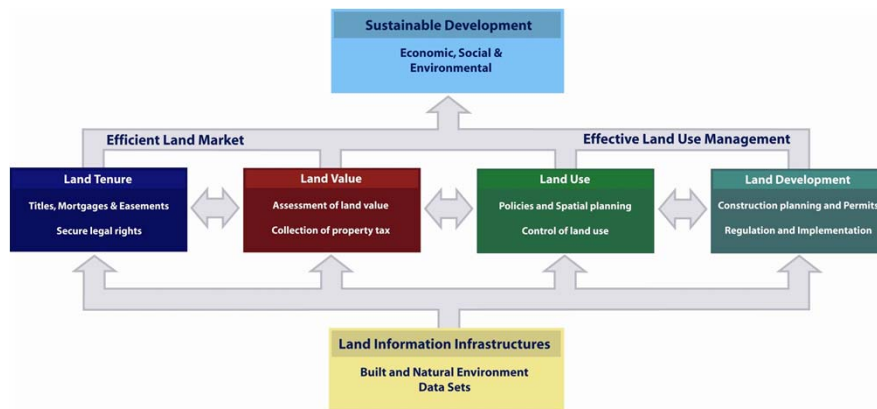 Sustainable Development
Economic, Social &
Environmental
Efficient Land Market
Effective Land Use Management
Land Tenure
Titles, Mortgages & Easements
Secure legal rights
Land Value
Assessment of land value
Collection of property tax
Land Use
Policies and Spatial planning
Control of land use
Land Development
Construction planning and Permits
Regulation and Implementation
Land Information Infrastructures
Built and Natural Environment
Data Sets